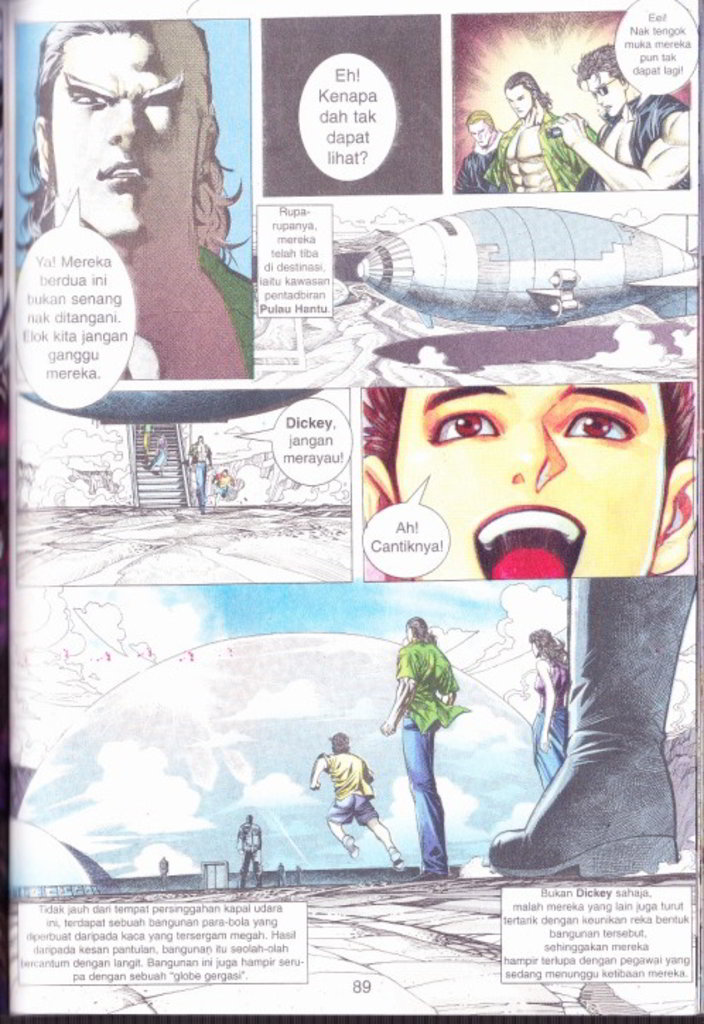 Ya! Mereka
berdua ini
bukan senang
nak ditangani.
Elok kita jangan
ganggu
mereka.
Eh!
Kenapa
dah tak
dapat
lihat?
Eei!
Nak tengok
muka mereka
pun tak
dapat lagi!
Rupa-
rupanya,
mereka
telah tiba
di destinasi,
iaitu kawasan
pentadbiran
Pulau Hantu.
Dickey,
jangan
merayau!
Ah!
Cantiknya!
Tidak jauh dari tempat persinggahan kapal udara
ini, terdapat sebuah bangunan para-bola yang
diperbuat daripada kaca yang tersergam megah. Hasil
daripada kesan pantulan, bangunan itu seolah-olah
bercantum dengan langit. Bangunan ini juga hampir seru-
pa dengan sebuah "globe gergasi".
Bukan Dickey sahaja,
malah mereka yang lain juga turut
tertarik dengan keunikan reka bentuk
bangunan tersebut,
sehinggakan mereka
hampir terlupa dengan pegawai yang
sedang menunggu ketibaan mereka.
89